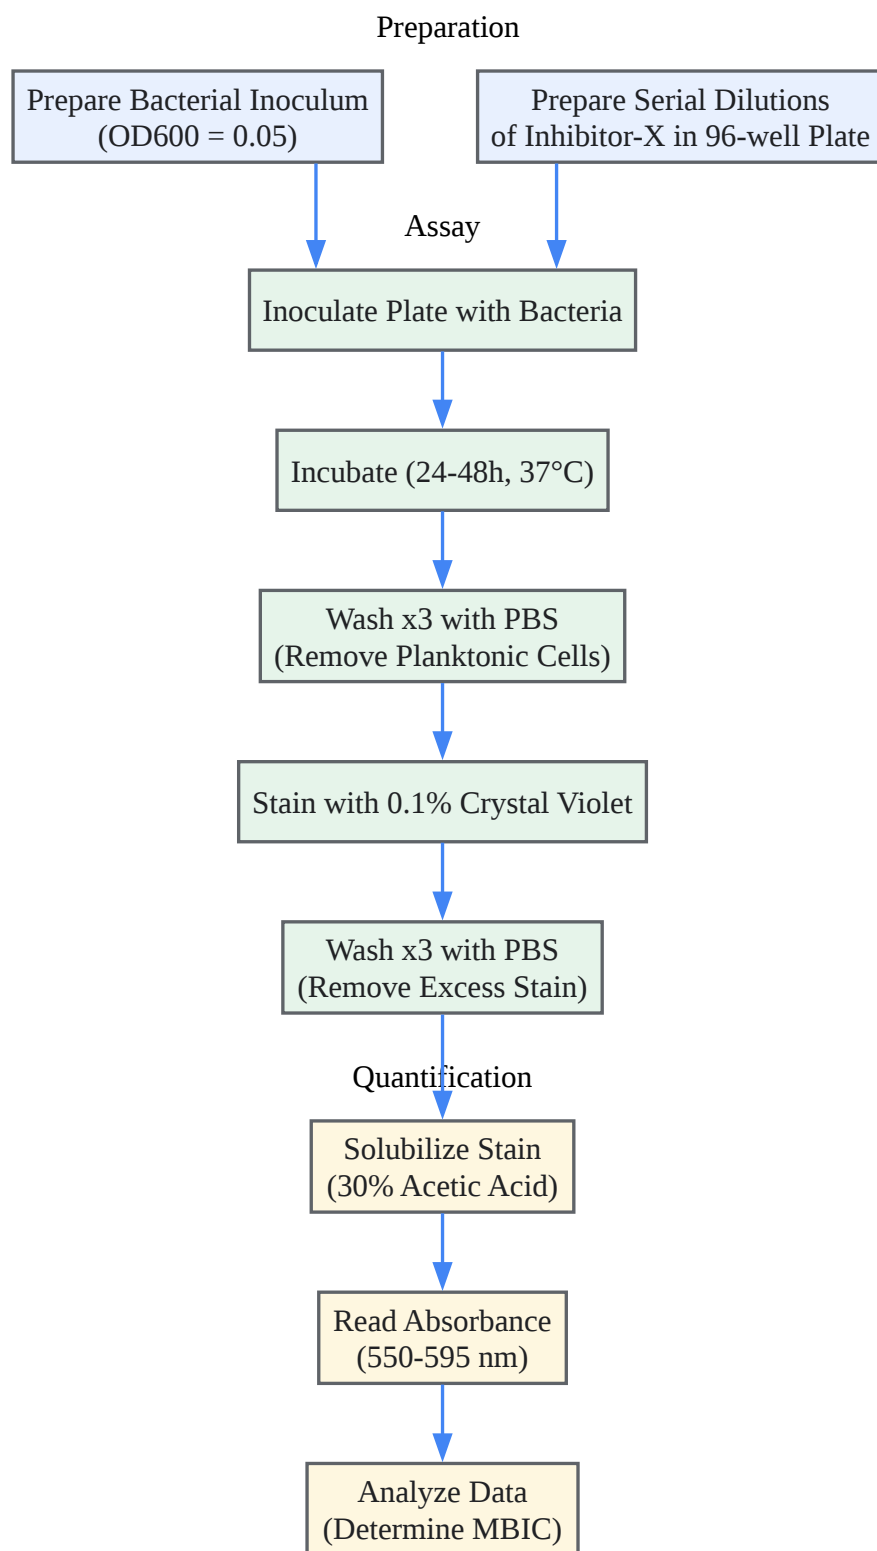 Preparation
Prepare Bacterial Inoculum
(OD600 = 0.05)
Prepare Serial Dilutions
of Inhibitor-X in 96-well Plate
Assay
Inoculate Plate with Bacteria
Incubate (24-48h, 37°C)
Wash x3 with PBS
(Remove Planktonic Cells)
Stain with 0.1% Crystal Violet
Wash x3 with PBS
(Remove Excess Stain)
Quantification
Solubilize Stain
(30% Acetic Acid)
Read Absorbance
(550-595 nm)
Analyze Data
(Determine MBIC)